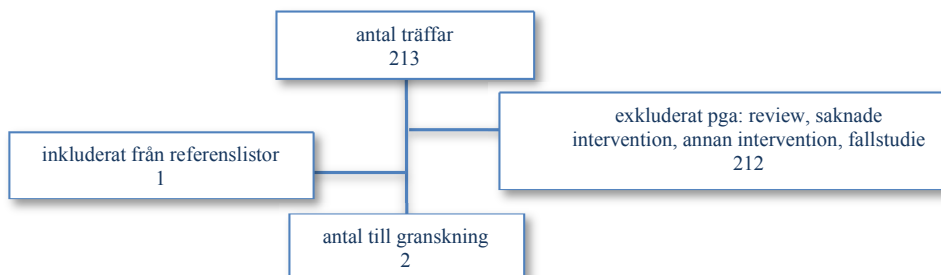 antal träffar
213
exkluderat pga: review, saknade
intervention, annan intervention, fallstudie
212
inkluderat från referenslistor
1
antal till granskning
2